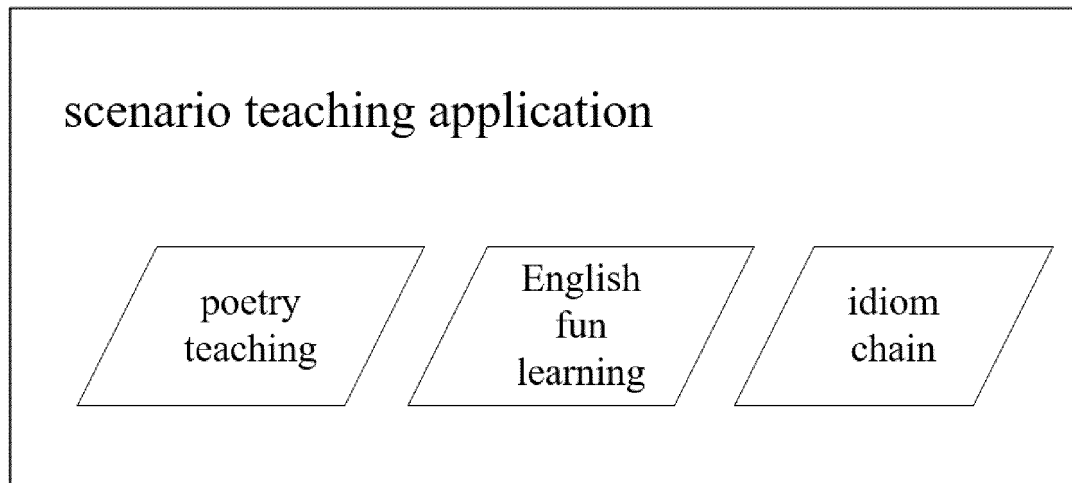 scenario teaching application
poetry
teaching
English
fun
learning
idiom
chain